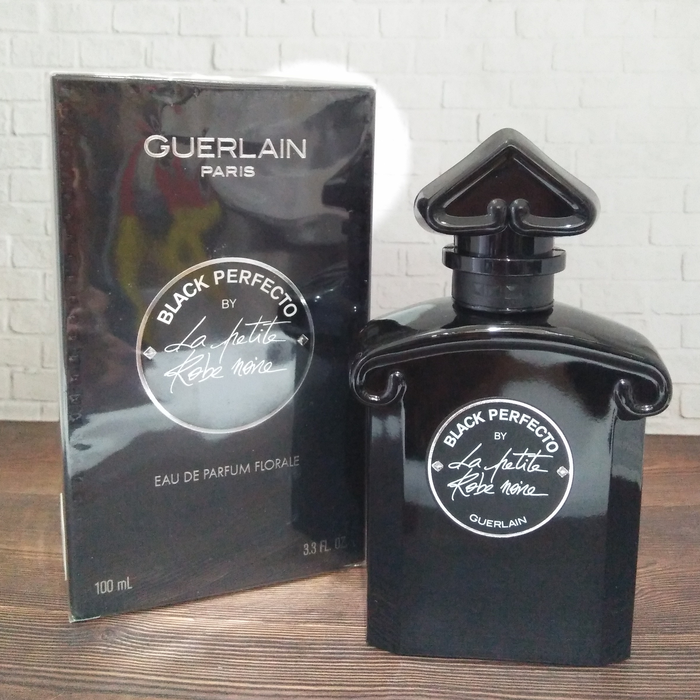 GUERLAIN
PARIS
BLACK PERFECTO
BY
La petite
Robe noire
EAU DE PARFUM FLORALE
3.3 FL. OZ.
100 mL
BLACK PERFECTO
BY
La petite
Robe noire
GUERLAIN